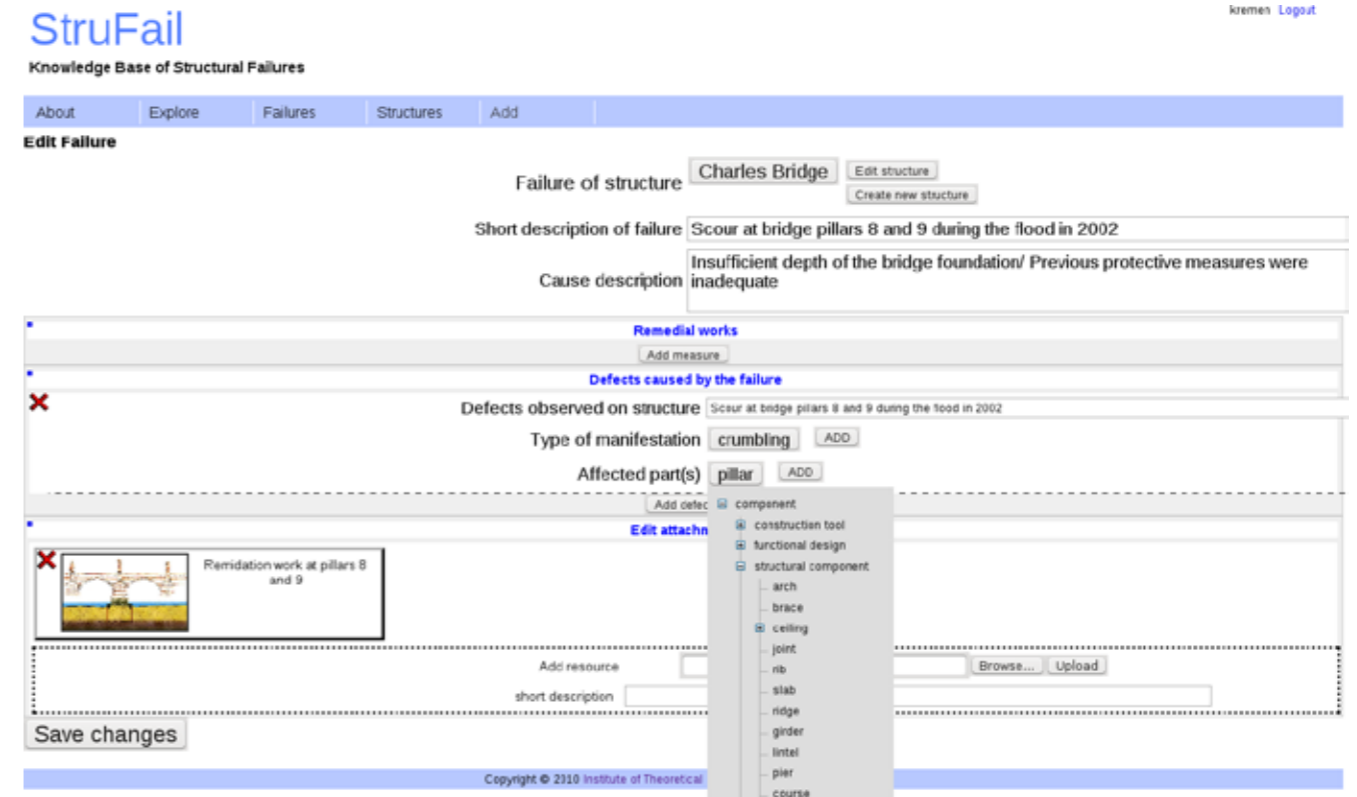 kremen Logout
StruFail
Knowledge Base of Structural Failures
About Explore Failures Structures Add
Edit Failure
Failure of structure Charles Bridge Edit structure
Create new structure
Short description of failure Scour at bridge pillars 8 and 9 during the flood in 2002
Cause description Insufficient depth of the bridge foundation/ Previous protective measures were
inadequate
Remedial works
Add measure
Defects caused by the failure
Defects observed on structure Scour at bridge pillars 8 and 9 during the flood in 2002
Type of manifestation crumbling ADD
Affected part(s) pillar ADD
Add defec
component
construction tool
Edit attachm
functional design
structural component
arch
brace
ceiling
joint
rib
slab
ridge
girder
lintel
pier
course
Remidation work at pillars 8
and 9
Add resource Browse... Upload
short description
Save changes
Copyright © 2010 Institute of Theoretical